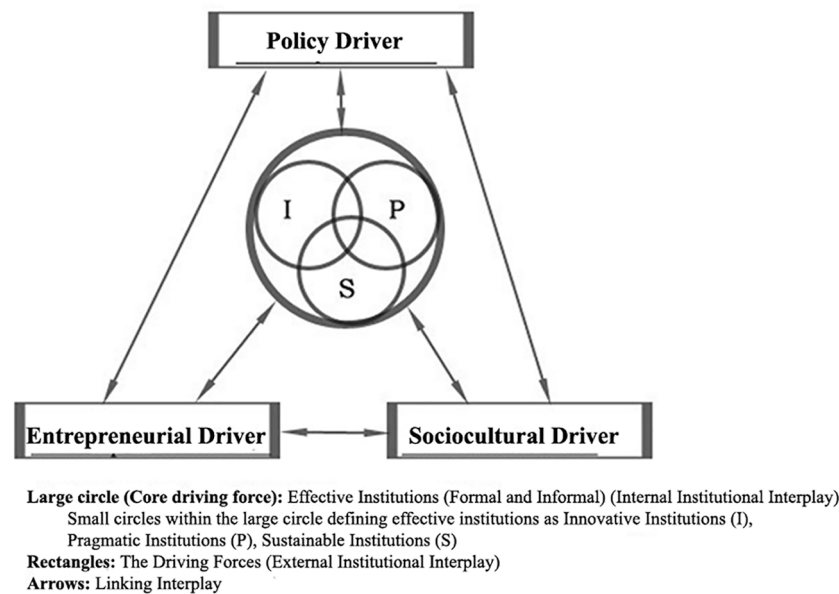 Policy Driver
I
P
S
Entrepreneurial Driver
Sociocultural Driver
Large circle (Core driving force): Effective Institutions (Formal and Informal) (Internal Institutional Interplay)
Small circles within the large circle defining effective institutions as Innovative Institutions (I),
Pragmatic Institutions (P), Sustainable Institutions (S)
Rectangles: The Driving Forces (External Institutional Interplay)
Arrows: Linking Interplay